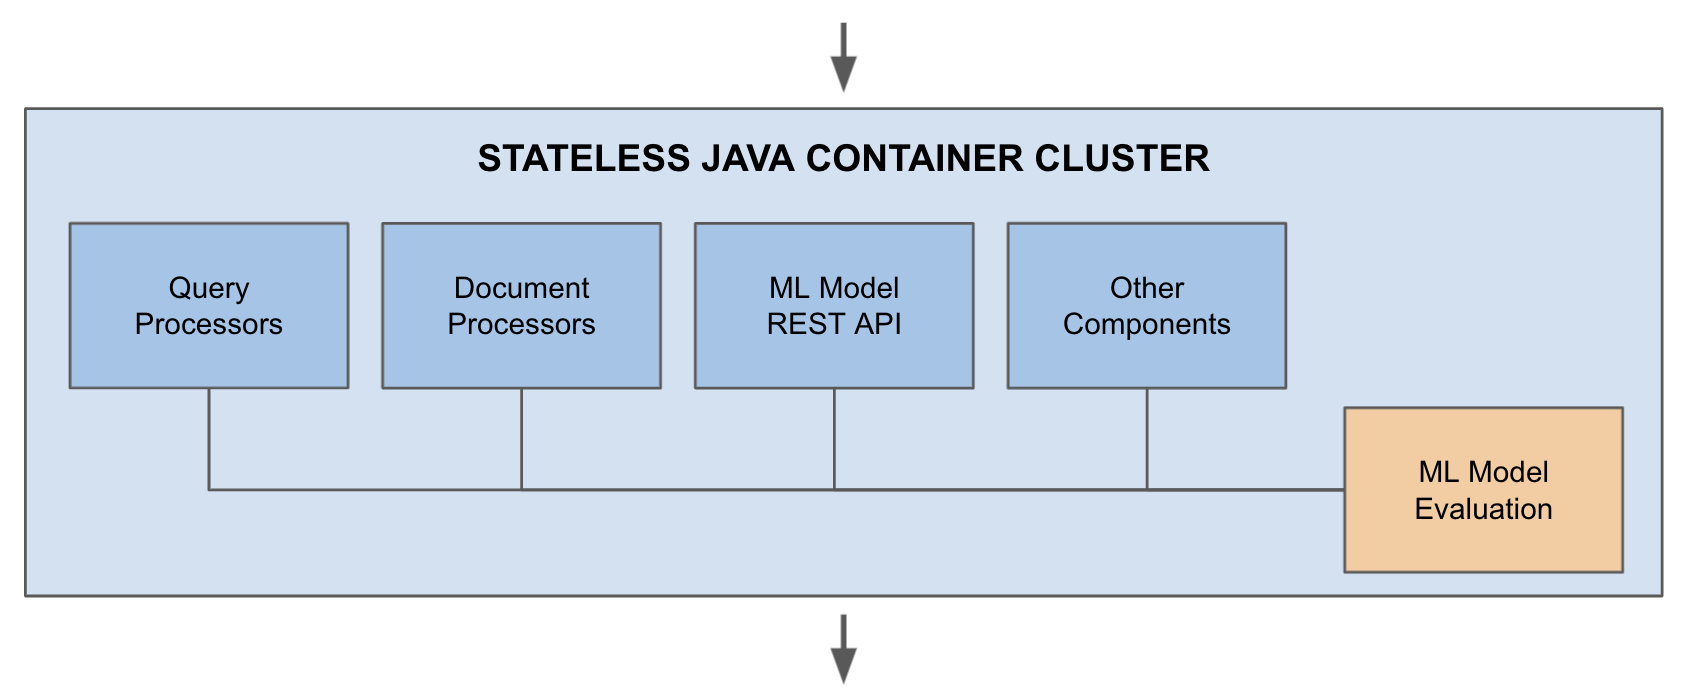 STATELESS JAVA CONTAINER CLUSTER
Query
Processors
Document
Processors
ML Model
REST API
Other
Components
ML Model
Evaluation